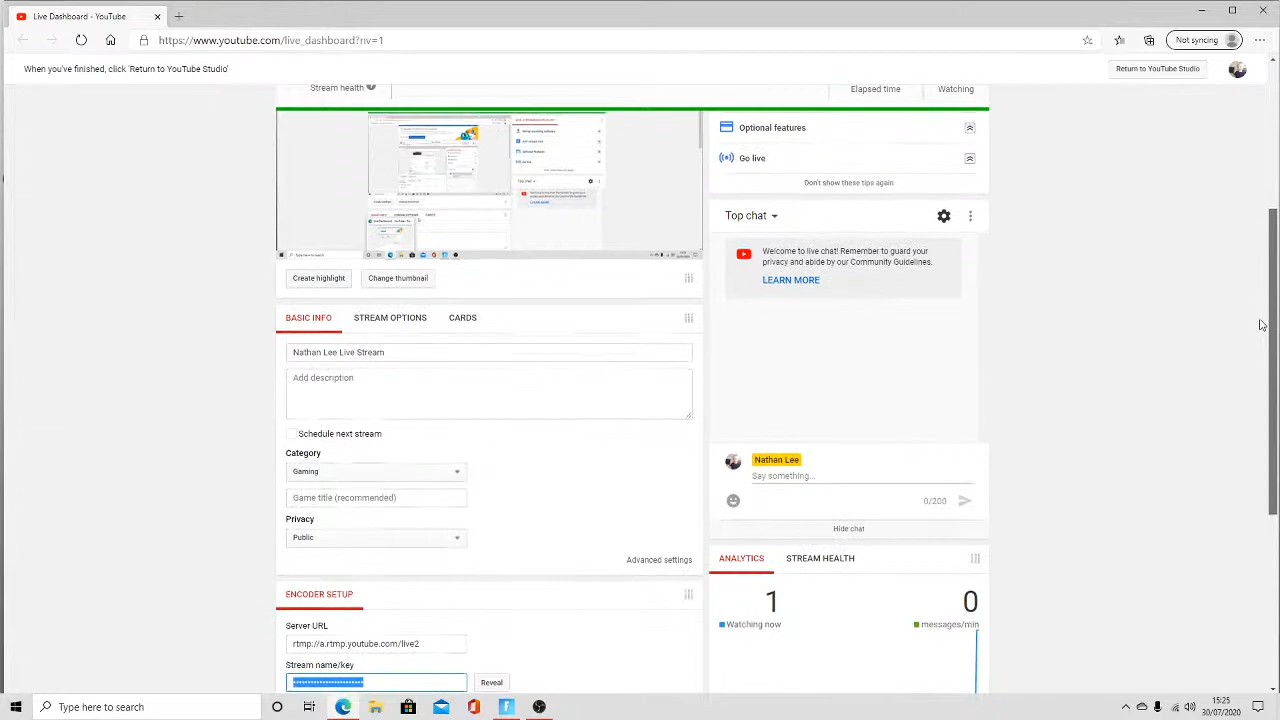 Live Dashboard - YouTube
https://www.youtube.com/live_dashboard?nv=1
Not syncing
When you've finished, click 'Return to YouTube Studio'
Return to YouTube Studio
Stream health
Elapsed time
Optional features
Go live
Don't show these tips again
Top chat
Welcome to live chat! Remember to guard your
privacy and abide by our Community Guidelines.
LEARN MORE
Create highlight
Change thumbnail
BASIC INFO
STREAM OPTIONS
CARDS
Nathan Lee Live Stream
Add description
Schedule next stream
Category
Gaming
Game title (recommended)
Privacy
Public
Advanced settings
Nathan Lee
Say something...
0/200
Hide chat
ANALYTICS
STREAM HEALTH
1
0
Watching now
messages/min
ENCODER SETUP
Server URL
rtmp://a.rtmp.youtube.com/live2
Stream name/key
Reveal
Type here to search
15:25
30/07/2020